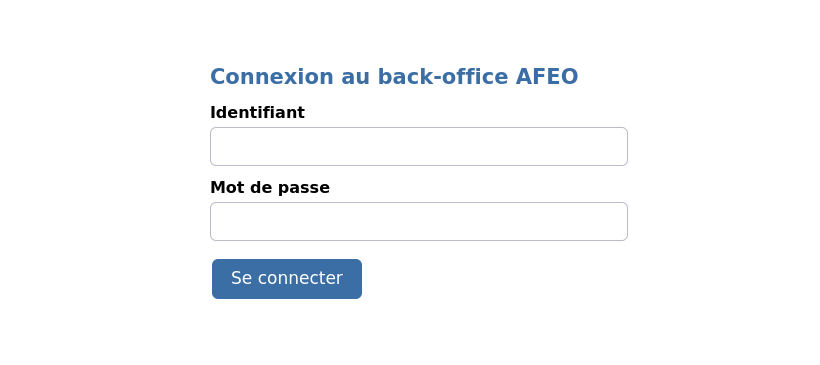 Connexion au back-office AFEO
Identifiant
Mot de passe
Se connecter